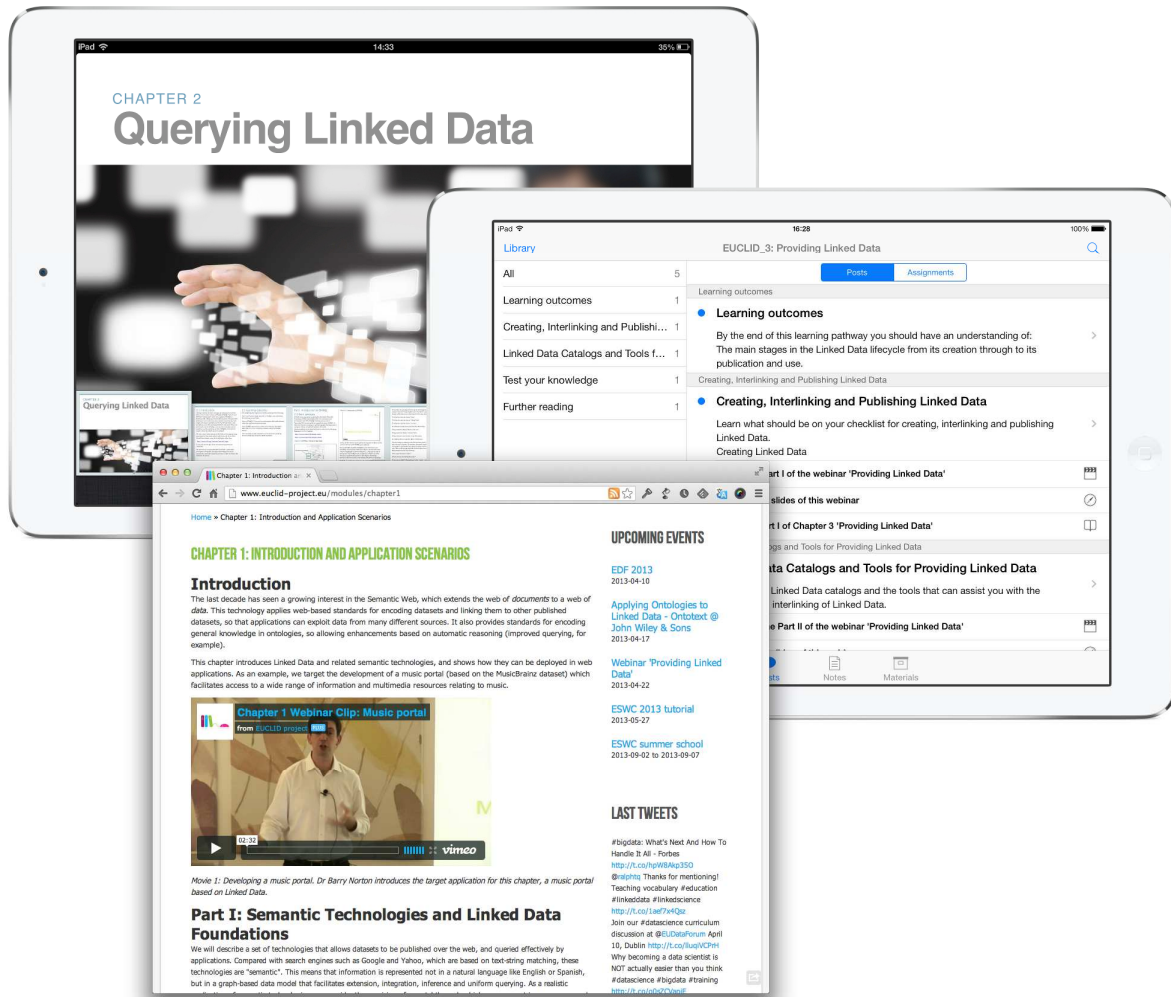 iPad
14:33
35%
CHAPTER 2
Querying Linked Data
Querying Linked Data
iPad
16:28
100%
Library
EUCLID_3: Providing Linked Data
All 5
Learning outcomes 1
Creating, Interlinking and Publishi... 1
Linked Data Catalogs and Tools f... 1
Test your knowledge 1
Further reading 1
Posts
Assignments
Learning outcomes
Learning outcomes
By the end of this learning pathway you should have an understanding of:
The main stages in the Linked Data lifecycle from its creation through to its
publication and use.
Creating, Interlinking and Publishing Linked Data
Creating, Interlinking and Publishing Linked Data
Learn what should be on your checklist for creating, interlinking and publishing
Linked Data.
Creating Linked Data
art I of the webinar 'Providing Linked Data'
slides of this webinar
rt I of Chapter 3 'Providing Linked Data'
ogs and Tools for Providing Linked Data
ata Catalogs and Tools for Providing Linked Data
Linked Data catalogs and the tools that can assist you with the
interlinking of Linked Data.
e Part II of the webinar 'Providing Linked Data'
sts
Notes
Materials
Chapter 1: Introduction an
www.euclid-project.eu/modules/chapter1
Home » Chapter 1: Introduction and Application Scenarios
CHAPTER 1: INTRODUCTION AND APPLICATION SCENARIOS
Introduction
The last decade has seen a growing interest in the Semantic Web, which extends the web of documents to a web of
data. This technology applies web-based standards for encoding datasets and linking them to other published
datasets, so that applications can exploit data from many different sources. It also provides standards for encoding
general knowledge in ontologies, so allowing enhancements based on automatic reasoning (improved querying, for
example).
This chapter introduces Linked Data and related semantic technologies, and shows how they can be deployed in web
applications. As an example, we target the development of a music portal (based on the MusicBrainz dataset) which
facilitates access to a wide range of information and multimedia resources relating to music.
Chapter 1 Webinar Clip: Music portal
from EUCLID project
02:32
vimeo
Movie 1: Developing a music portal. Dr Barry Norton introduces the target application for this chapter, a music portal
based on Linked Data.
Part I: Semantic Technologies and Linked Data
Foundations
We will describe a set of technologies that allows datasets to be published over the web, and queried effectively by
applications. Compared with search engines such as Google and Yahoo, which are based on text-string matching, these
technologies are "semantic". This means that information is represented not in a natural language like English or Spanish,
but in a graph-based data model that facilitates extension, integration, inference and uniform querying. As a realistic
UPCOMING EVENTS
EDF 2013
2013-04-10
Applying Ontologies to
Linked Data - Ontotext @
John Wiley & Sons
2013-04-17
Webinar 'Providing Linked
Data'
2013-04-22
ESWC 2013 tutorial
2013-05-27
ESWC summer school
2013-09-02 to 2013-09-07
LAST TWEETS
#bigdata: What's Next And How To
Handle It All - Forbes
http://t.co/hpW8Akp35O
@ralphtq Thanks for mentioning!
Teaching vocabulary #education
#linkeddata #linkedscience
http://t.co/1aef7x4Qsz
Join our #datascience curriculum
discussion at @EUDataForum April
10, Dublin http://t.co/lluqiVCPrH
Why becoming a data scientist is
NOT actually easier than you think
#datascience #bigdata #training